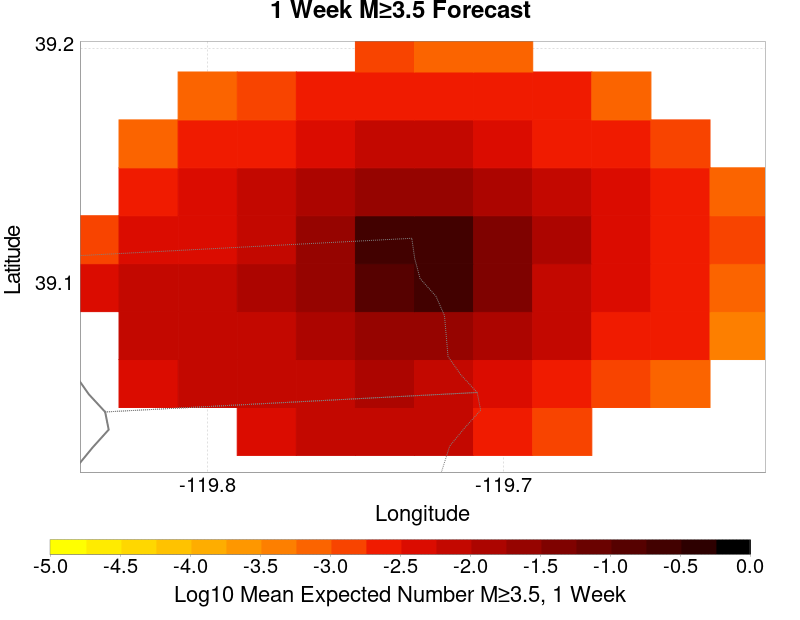 1 Week M≥3.5 Forecast
39.2
39.1
Latitude
-119.8 -119.7
Longitude
-5.0 -4.5 -4.0 -3.5 -3.0 -2.5 -2.0 -1.5 -1.0 -0.5 0.0
Log10 Mean Expected Number M≥3.5, 1 Week